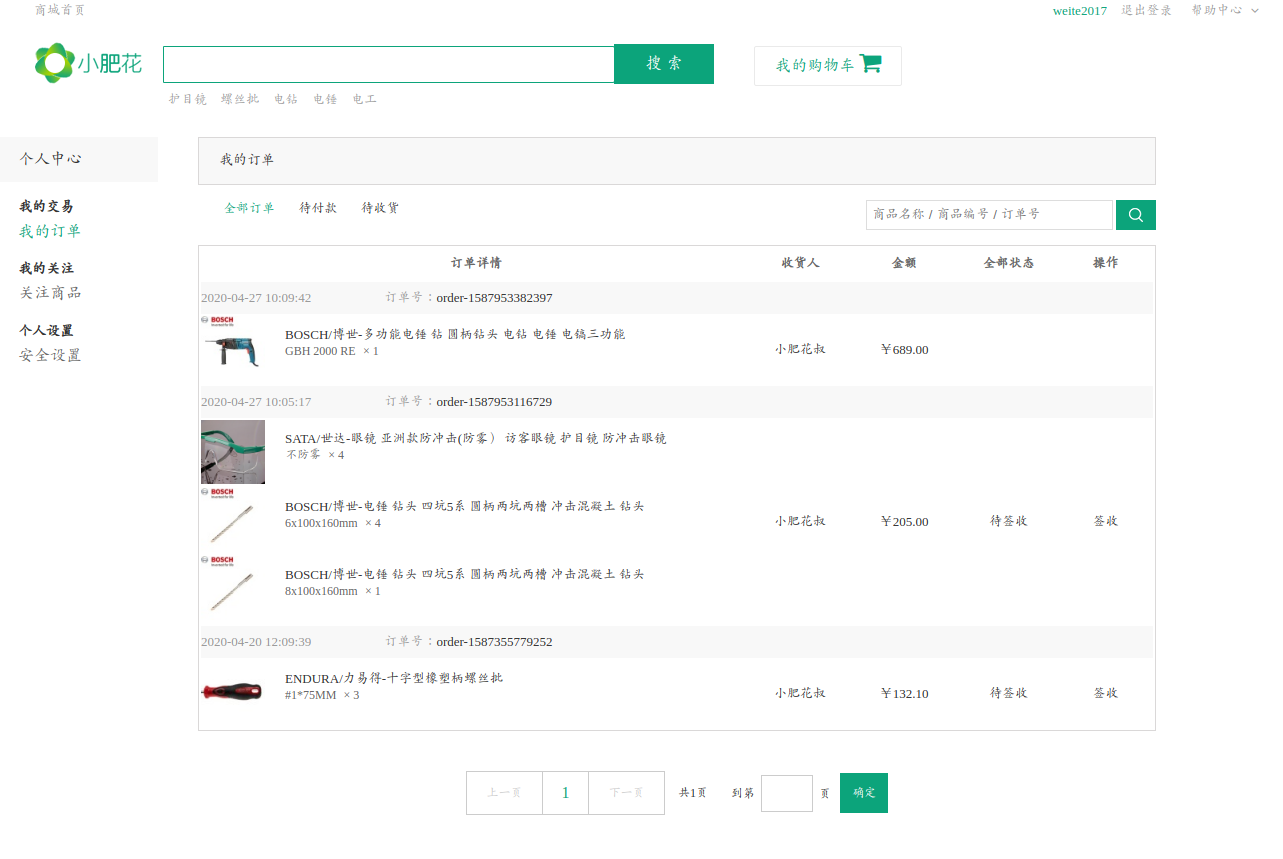 商城首页 weite2017 退出登录 帮助中心
小肥花 搜 索 我的购物车
护目镜 螺丝批 电钻 电锤 电工
个人中心
我的交易
我的订单
我的关注
关注商品
个人设置
安全设置
我的订单
全部订单 待付款 待收货 商品名称 / 商品编号 / 订单号
订单详情 收货人 金额 全部状态 操作
2020-04-27 10:09:42 订单号：order-1587953382397
BOSCH
BOSCH/博世-多功能电锤 钻 圆柄钻头 电钻 电锤 电镐三功能
GBH 2000 RE × 1
小肥花叔 ￥689.00
2020-04-27 10:05:17 订单号：order-1587953116729
SATA/世达-眼镜 亚洲款防冲击(防雾） 访客眼镜 护目镜 防冲击眼镜
不防雾 × 4
BOSCH
BOSCH/博世-电锤 钻头 四坑5系 圆柄两坑两槽 冲击混凝土 钻头
6x100x160mm × 4
小肥花叔 ￥205.00 待签收 签收
BOSCH
BOSCH/博世-电锤 钻头 四坑5系 圆柄两坑两槽 冲击混凝土 钻头
8x100x160mm × 1
2020-04-20 12:09:39 订单号：order-1587355779252
ENDURA/力易得-十字型橡塑柄螺丝批
#1*75MM × 3
小肥花叔 ￥132.10 待签收 签收
上一页 1 下一页 共1页 到第 页 确定